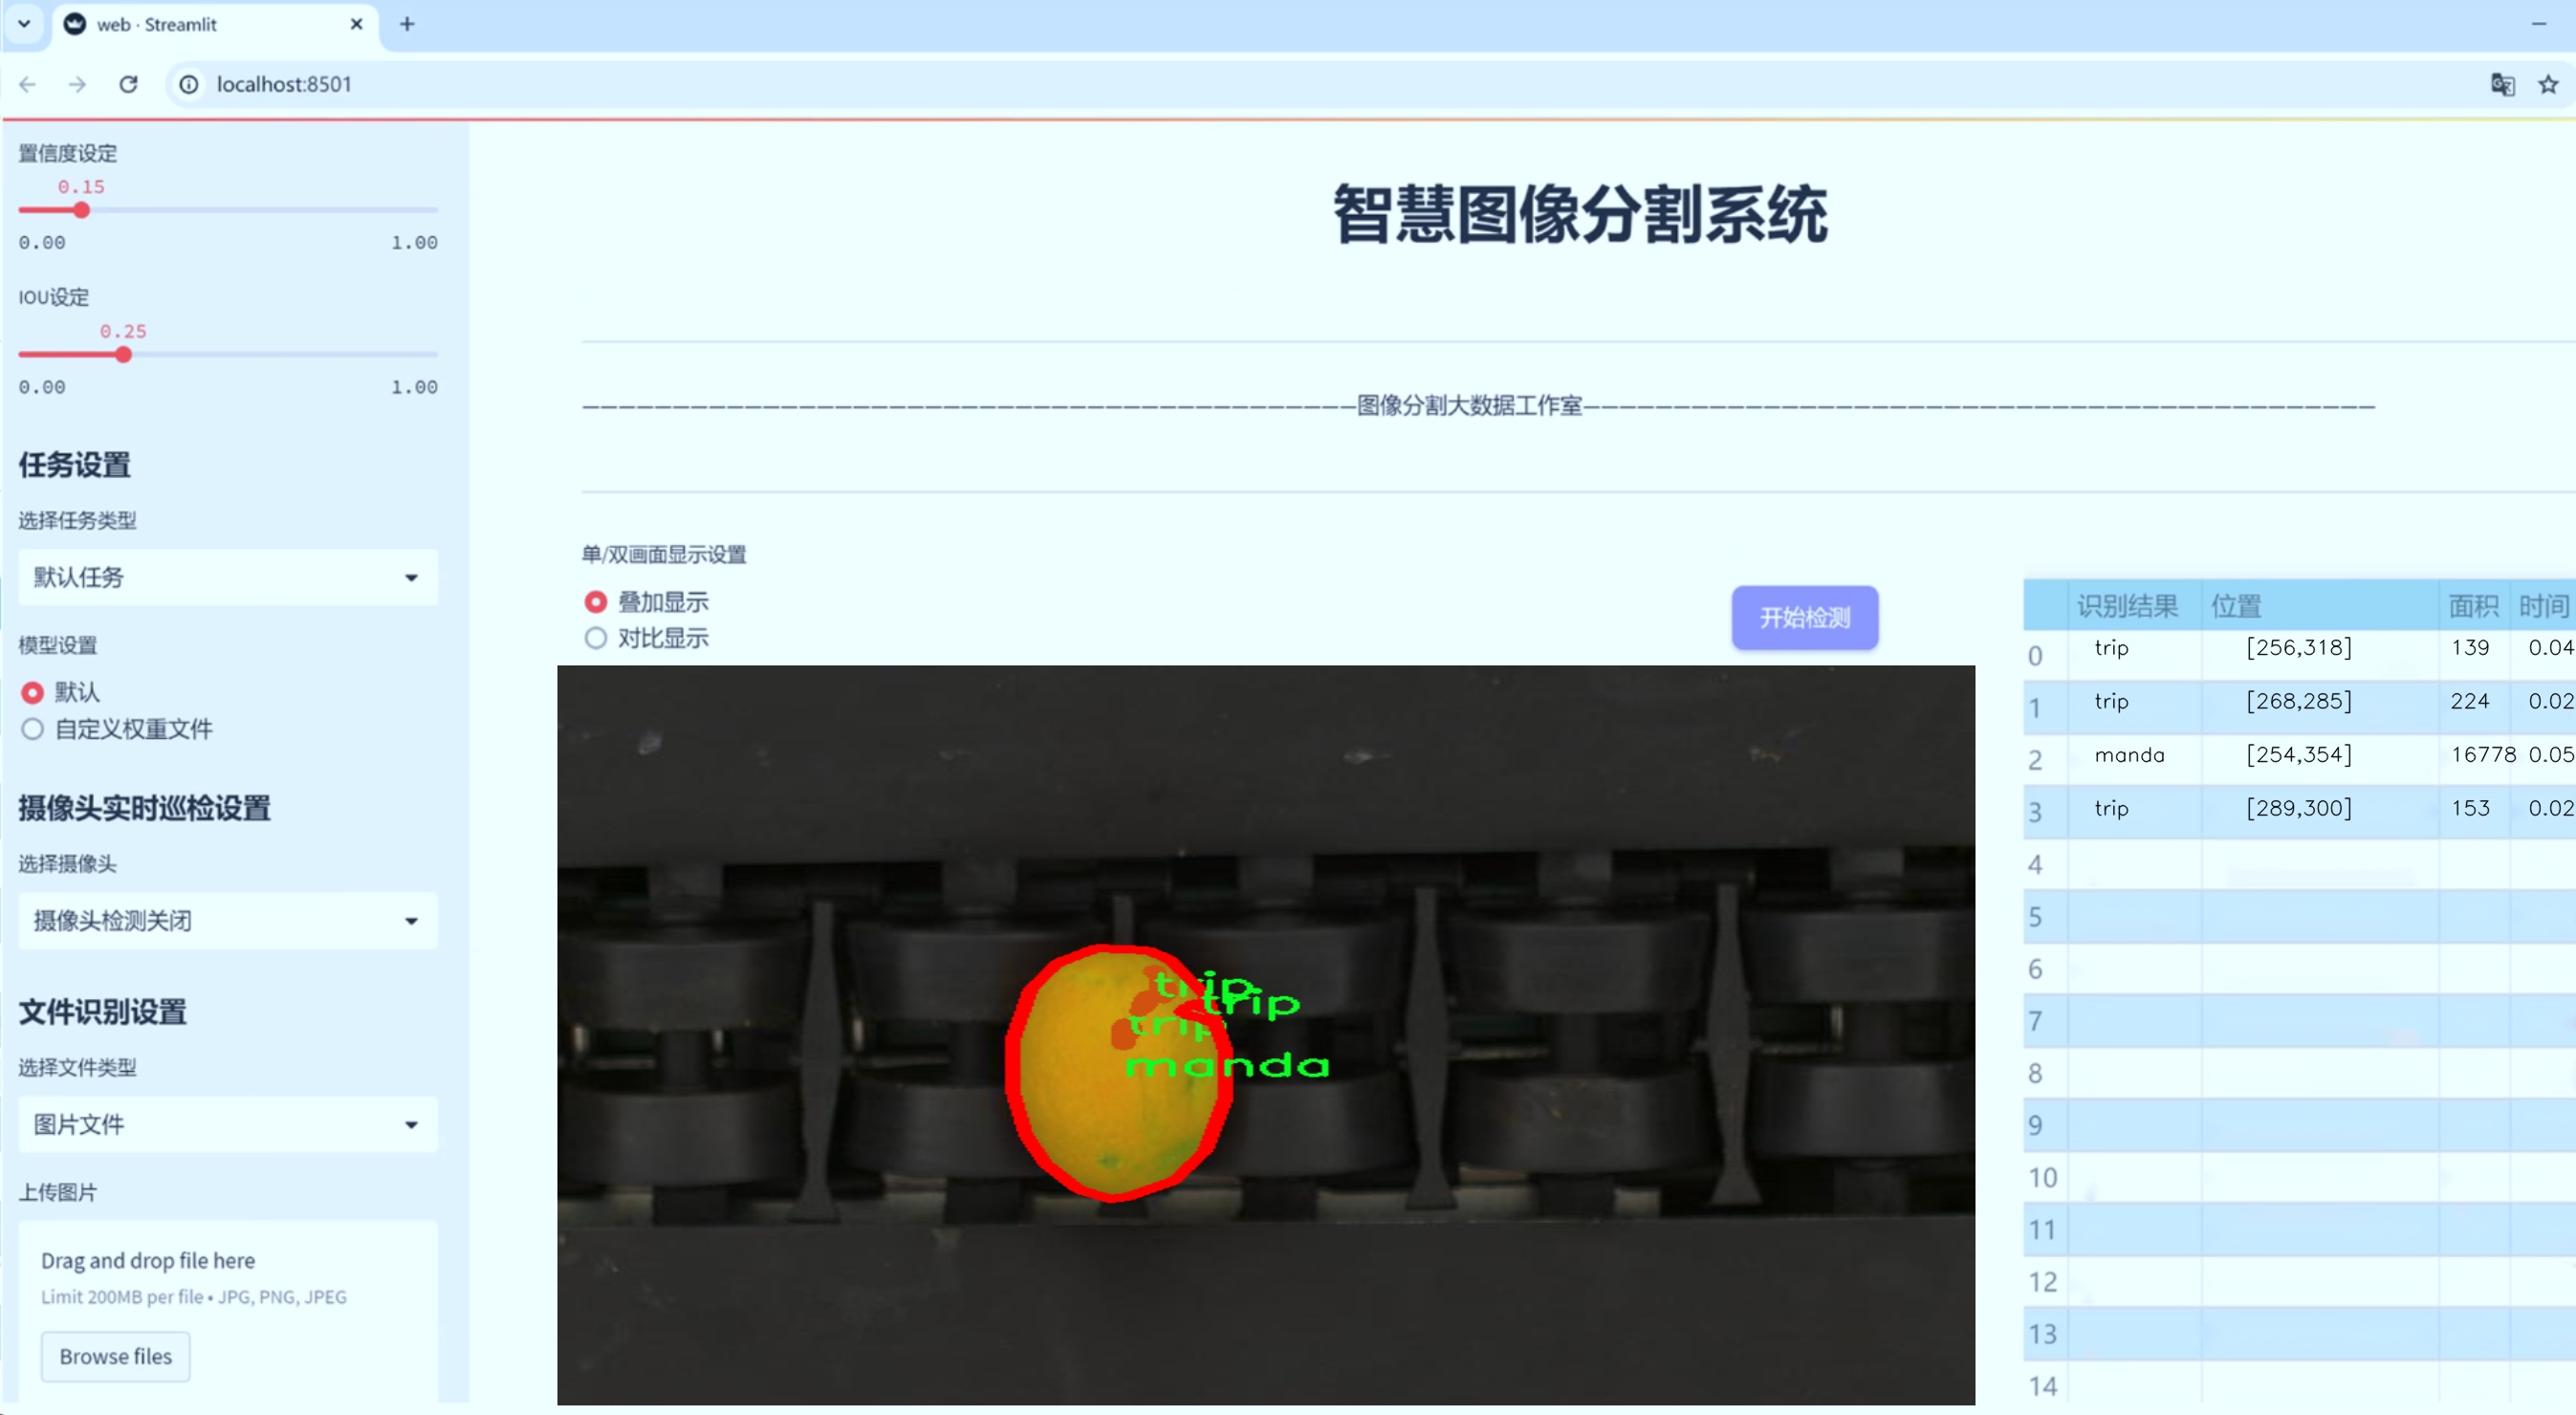 web · Streamlit
localhost:8501
置信度设定
0.15
0.00 1.00
IOU设定
0.25
0.00 1.00
任务设置
选择任务类型
默认任务
模型设置
默认
自定义权重文件
摄像头实时巡检设置
选择摄像头
摄像头检测关闭
文件识别设置
选择文件类型
图片文件
上传图片
Drag and drop file here
Limit 200MB per file • JPG, PNG, JPEG
Browse files
智慧图像分割系统
图像分割大数据工作室
单/双画面显示设置
叠加显示
对比显示
开始检测
trip
trip
trip
manda
识别结果 位置 面积 时间
0 trip [256,318] 139 0.04
1 trip [268,285] 224 0.02
2 manda [254,354] 16778 0.05
3 trip [289,300] 153 0.02
4
5
6
7
8
9
10
11
12
13
14